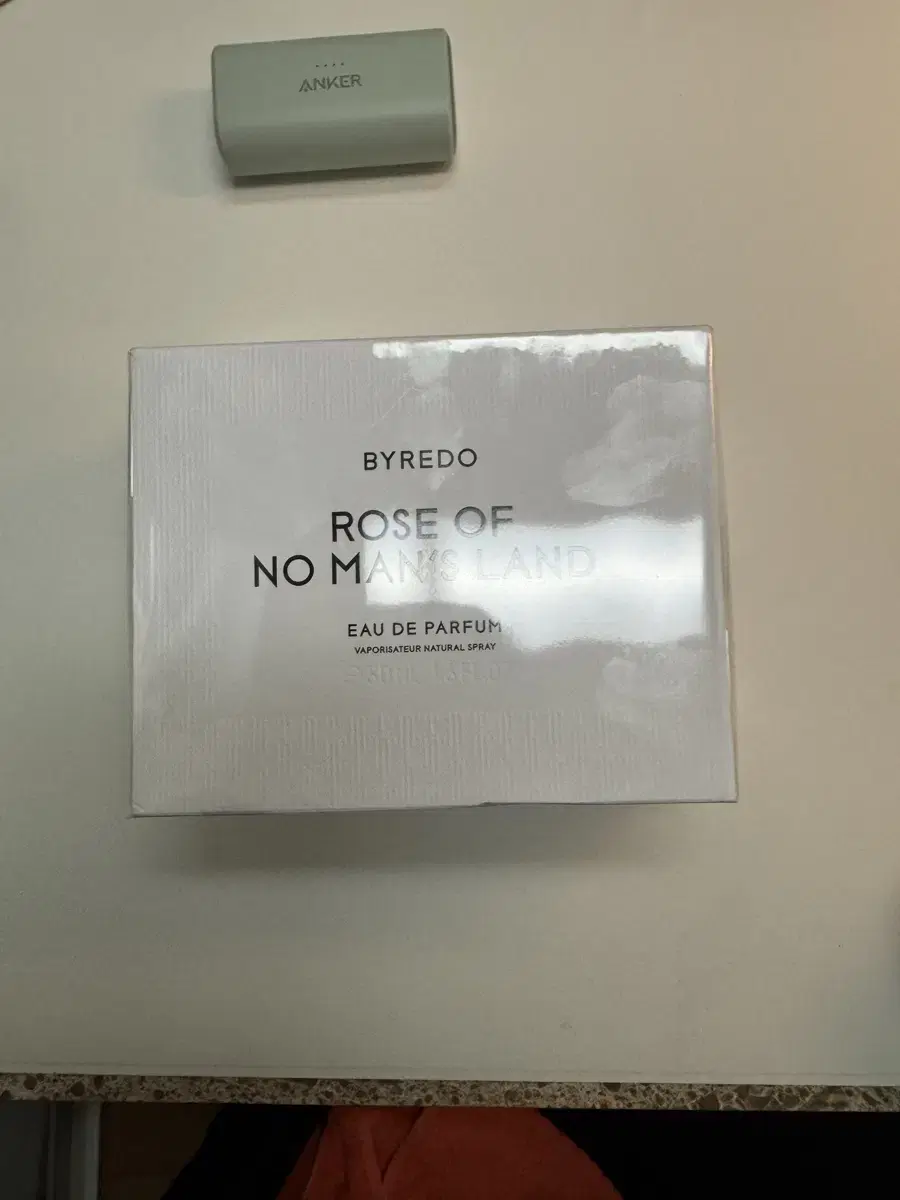 ANKER
BYREDO
ROSE OF
NO MAN'S LAND
EAU DE PARFUM
VAPORISATEUR NATURAL SPRAY